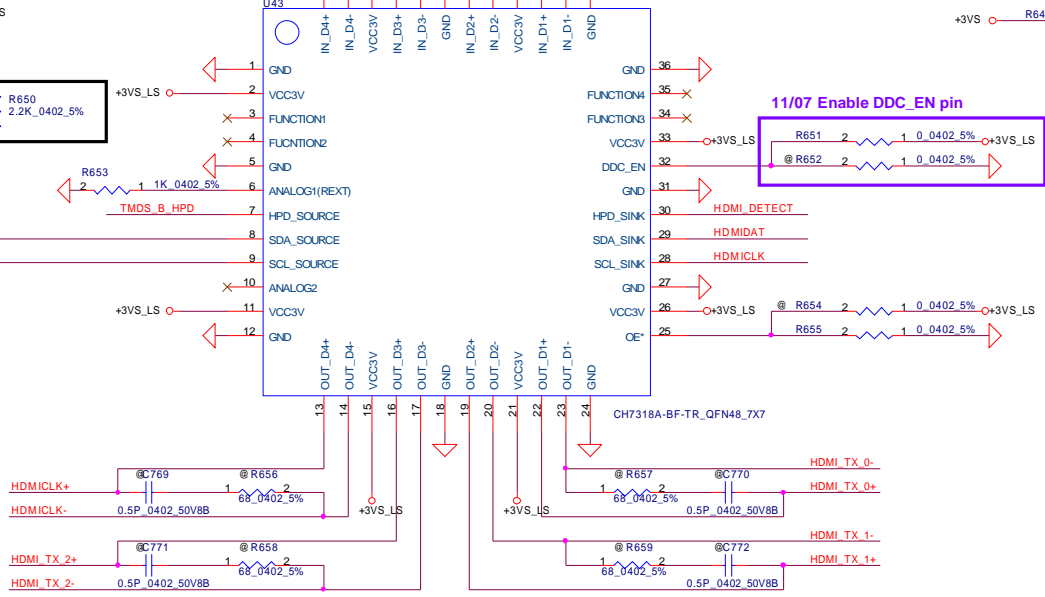 S
U43
+3VS
R64
IN_D4+
IN_D4-
VCC3V
IN_D3+
IN_D3-
GND
IN_D2+
IN_D2-
VCC3V
IN_D1+
IN_D1-
GND
R650
2.2K_0402_5%
+3VS_LS
1 GND
2 VCC3V
3 FUNCTION1
4 FUCNTION2
5 GND
R653
2 1 1K_0402_5%
6 ANALOG1(REXT)
TMDS_B_HPD
7 HPD_SOURCE
8 SDA_SOURCE
9 SCL_SOURCE
10 ANALOG2
+3VS_LS
11 VCC3V
12 GND
GND 36
FUNCTION4 35
FUNCTION3 34
VCC3V 33
+3VS_LS
DDC_EN 32
GND 31
HPD_SINK 30 HDMI_DETECT
SDA_SINK 29 HDMIDAT
SCL_SINK 28 HDMICLK
GND 27
VCC3V 26
+3VS_LS
OE* 25
11/07 Enable DDC_EN pin
R651 2 1 0_0402_5% +3VS_LS
@ R652 2 1 0_0402_5%
@ R654 2 1 0_0402_5% +3VS_LS
R655 2 1 0_0402_5%
OUT_D4+
OUT_D4-
VCC3V
OUT_D3+
OUT_D3-
GND
OUT_D2+
OUT_D2-
VCC3V
OUT_D1+
OUT_D1-
GND
13
14
15
16
17
18
19
20
21
22
23
24
CH7318A-BF-TR_QFN48_7X7
@C769
@ R656
HDMICLK+
1 2
68_0402_5%
HDMICLK-
0.5P_0402_50V8B
+3VS_LS
@C771
@ R658
HDMI_TX_2+
1 2
68_0402_5%
HDMI_TX_2-
0.5P_0402_50V8B
+3VS_LS
HDMI_TX_0-
@ R657
@C770
1 2
HDMI_TX_0+
68_0402_5%
0.5P_0402_50V8B
HDMI_TX_1-
@ R659
@C772
1 2
HDMI_TX_1+
68_0402_5%
0.5P_0402_50V8B